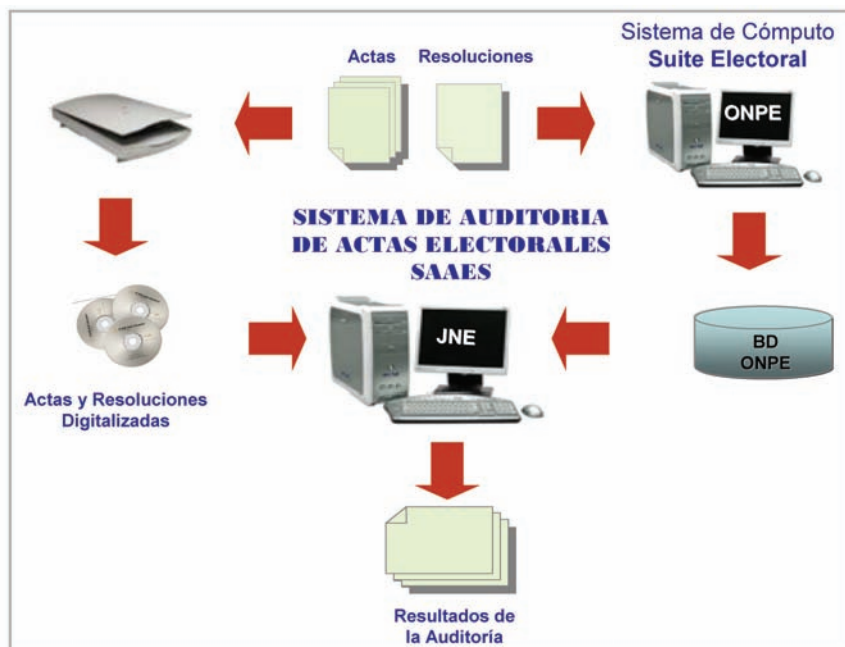 Sistema de Cómputo
Suite Electoral
Actas
Resoluciones
ONPE
SISTEMA DE AUDITORIA
DE ACTAS ELECTORALES
SAAES
JNE
BD
ONPE
Actas y Resoluciones
Digitalizadas
Resultados de
la Auditoría